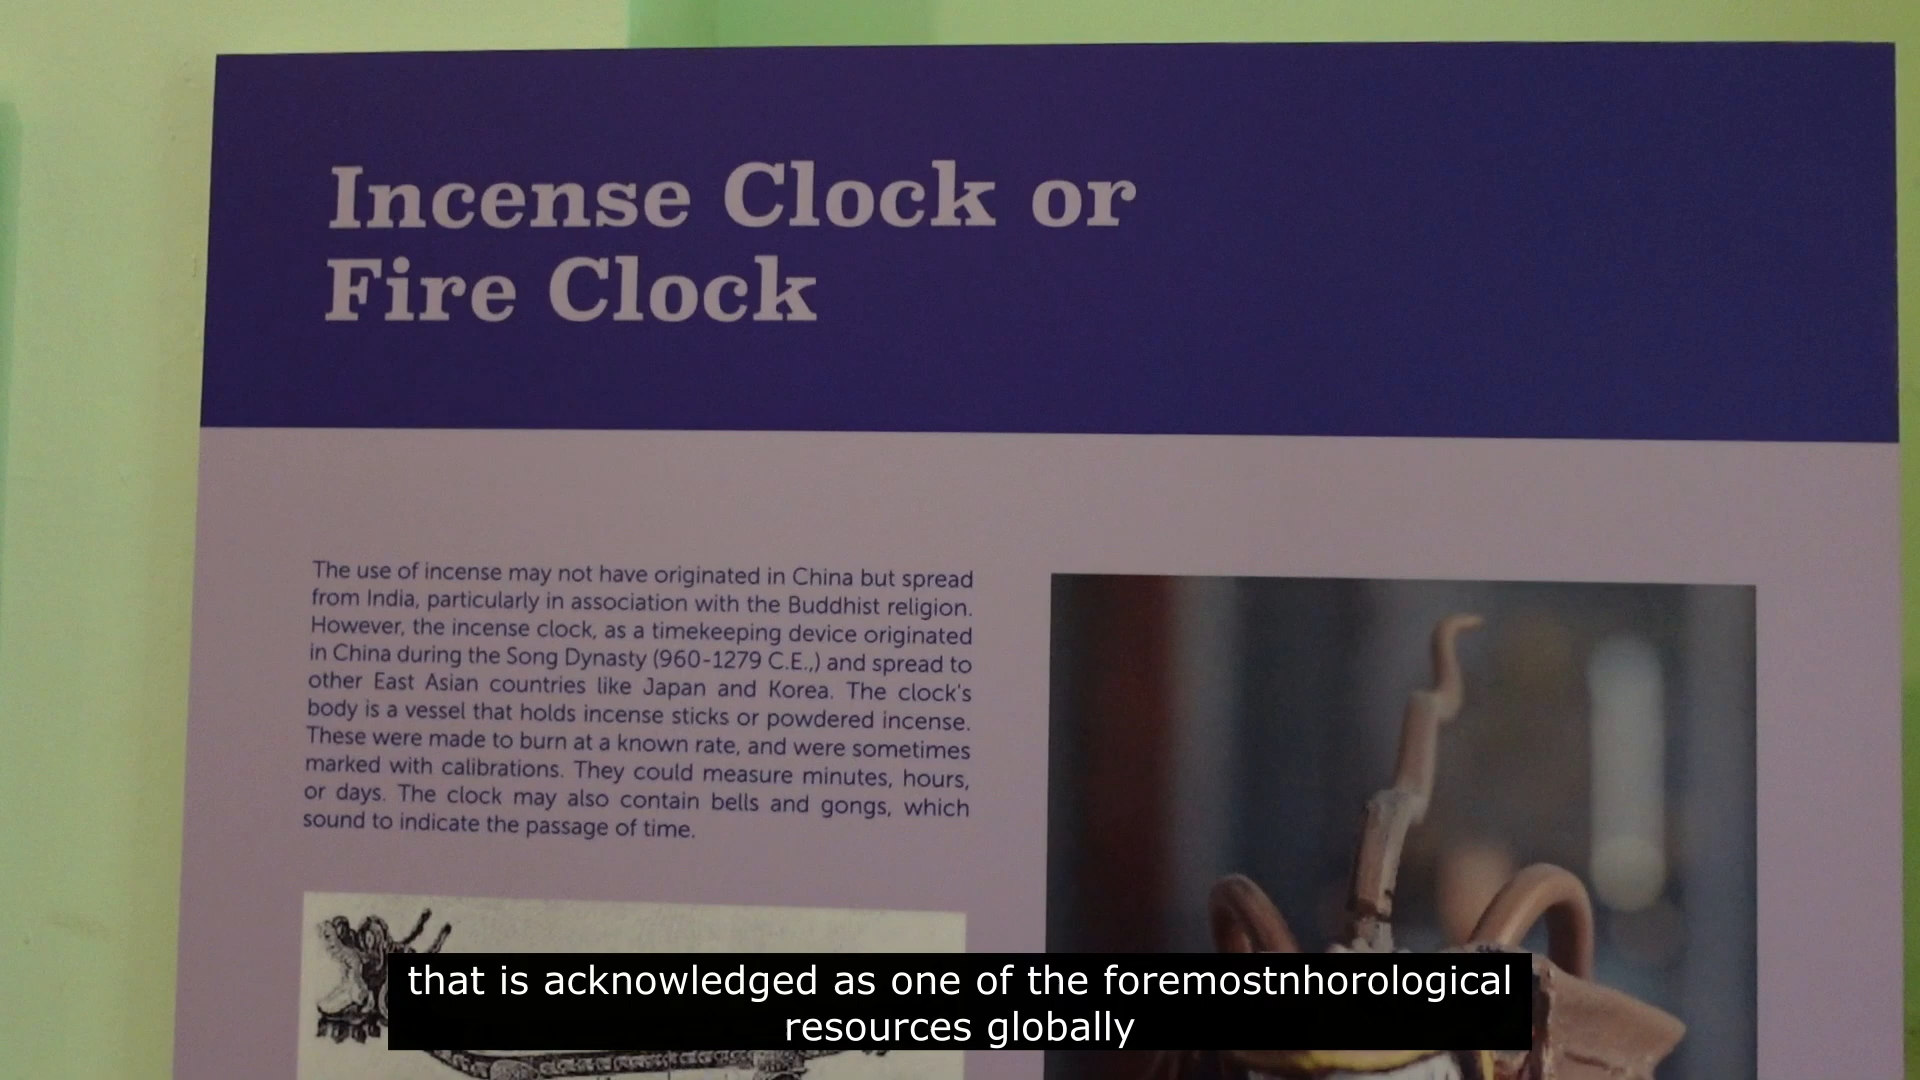 Incense Clock or
Fire Clock
The use of incense may not have originated in China but spread
from India, particularly in association with the Buddhist religion.
However, the incense clock, as a timekeeping device originated
in China during the Song Dynasty (960-1279 C.E.,) and spread to
other East Asian countries like Japan and Korea. The clock's
body is a vessel that holds incense sticks or powdered incense.
These were made to burn at a known rate, and were sometimes
marked with calibrations. They could measure minutes, hours,
or days. The clock may also contain bells and gongs, which
sound to indicate the passage of time.
that is acknowledged as one of the foremostnhorological
resources globally